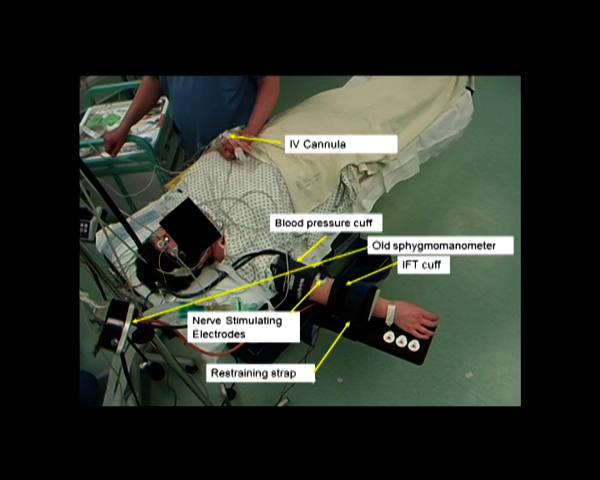 IV Cannula
Blood pressure cuff
Old sphygmomanometer
IFT cuff
Nerve Stimulating
Electrodes
Restraining strap